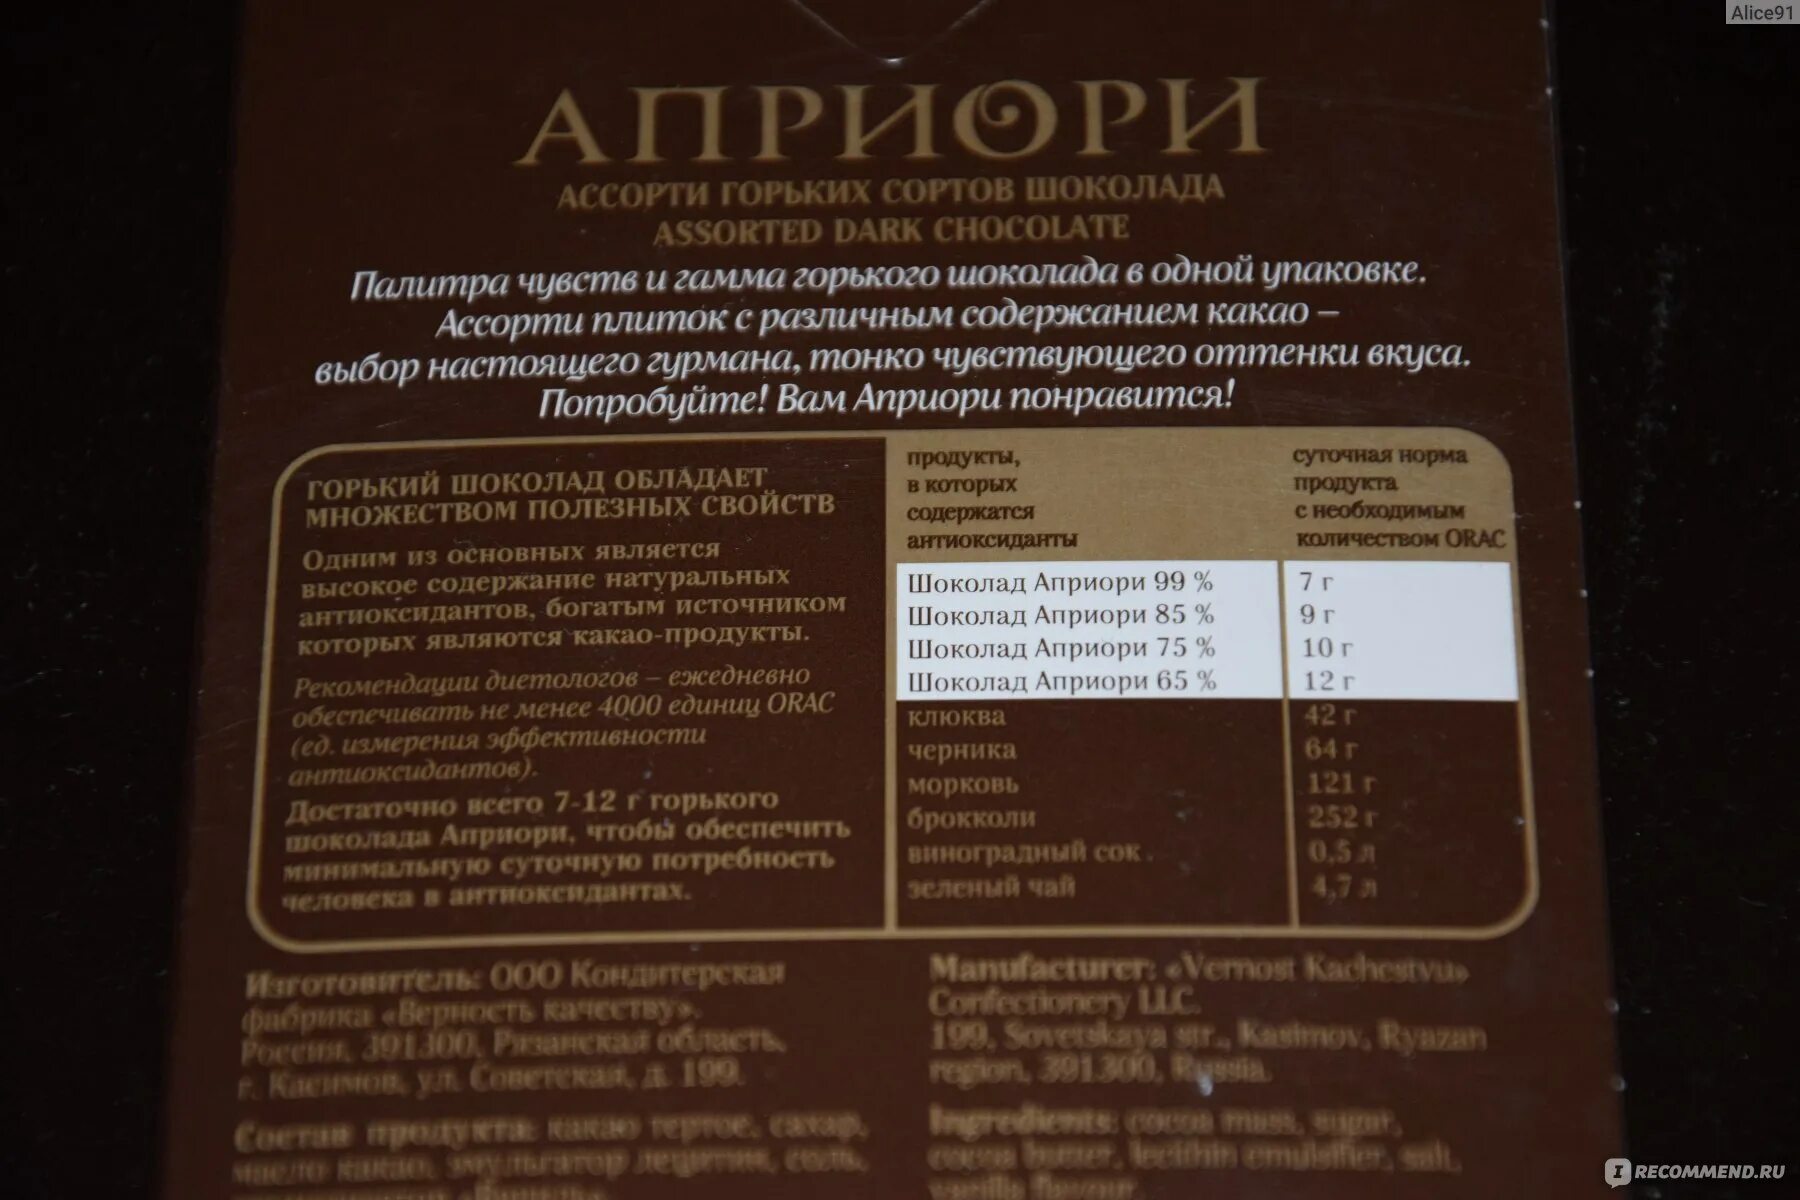 Alice91
АПРИОРИ
АССОРТИ ГОРЬКИХ СОРТОВ ШОКОЛАДА
ASSORTED DARK CHOCOLATE
Палитра чувств и гамма горького шоколада в одной упаковке.
Ассорти плиток с различным содержанием какао –
выбор настоящего гурмана, тонко чувствующего оттенки вкуса.
Попробуйте! Вам Априори понравится!
ГОРЬКИЙ ШОКОЛАД ОБЛАДАЕТ
МНОЖЕСТВОМ ПОЛЕЗНЫХ СВОЙСТВ
Одним из основных является
высокое содержание натуральных
антиоксидантов, богатым источником
которых являются какао-продукты.
Рекомендации диетологов – ежедневно
обеспечивать не менее 4000 единиц ORAC
(ед. измерения эффективности
антиоксидантов).
Достаточно всего 7-12 г горького
шоколада Априори, чтобы обеспечить
минимальную суточную потребность
человека в антиоксидантах.
продукты,
в которых
содержатся
антиоксиданты
суточная норма
продукта
с необходимым
количеством ORAC
Шоколад Априори 99 % 7 г
Шоколад Априори 85 % 9 г
Шоколад Априори 75 % 10 г
Шоколад Априори 65 % 12 г
клюква 42 г
черника 64 г
морковь 121 г
брокколи 252 г
виноградный сок 0,5 л
зеленый чай 4,7 л
Изготовитель: ООО Кондитерская
фабрика «Верность качеству».
Россия, 391300, Рязанская область,
г. Касимов, ул. Советская, д. 199.
Состав продукта: какао тертое, сахар,
масло какао, эмульгатор лецитин, соль,
Manufacturer: «Vernost Kachestvu»
Confectionery LLC.
199, Sovetskaya str., Kasimov, Ryazan
region, 391300, Russia.
Ingredients: cocoa mass, sugar,
cocoa butter, lecithin emulsifier, salt,
vanilla flavour.
IRECOMMEND.RU